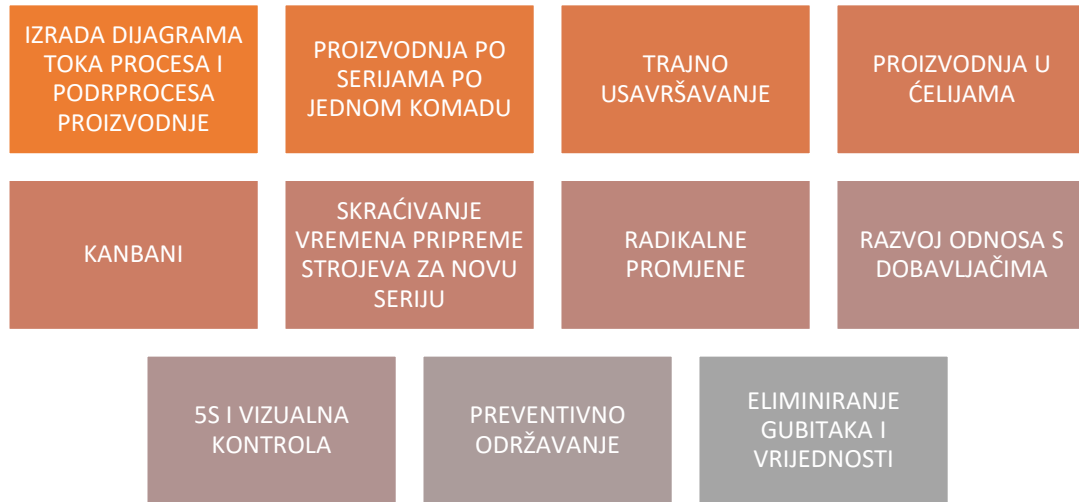 IZRADA DIJAGRAMA
TOKA PROCESA I
PODRPROCESA
PROIZVODNJE
PROIZVODNJA PO
SERIJAMA PO
JEDNOM KOMADU
TRAJNO
USAVRŠAVANJE
PROIZVODNJA U
ĆELIJAMA
KANBANI
SKRAĆIVANJE
VREMENA PRIPREME
STROJEVA ZA NOVU
SERIJU
RADIKALNE
PROMJENE
RAZVOJ ODNOSA S
DOBAVLJAČIMA
5S I VIZUALNA
KONTROLA
PREVENTIVNO
ODRŽAVANJE
ELIMINIRANJE
GUBITAKA I
VRIJEDNOSTI